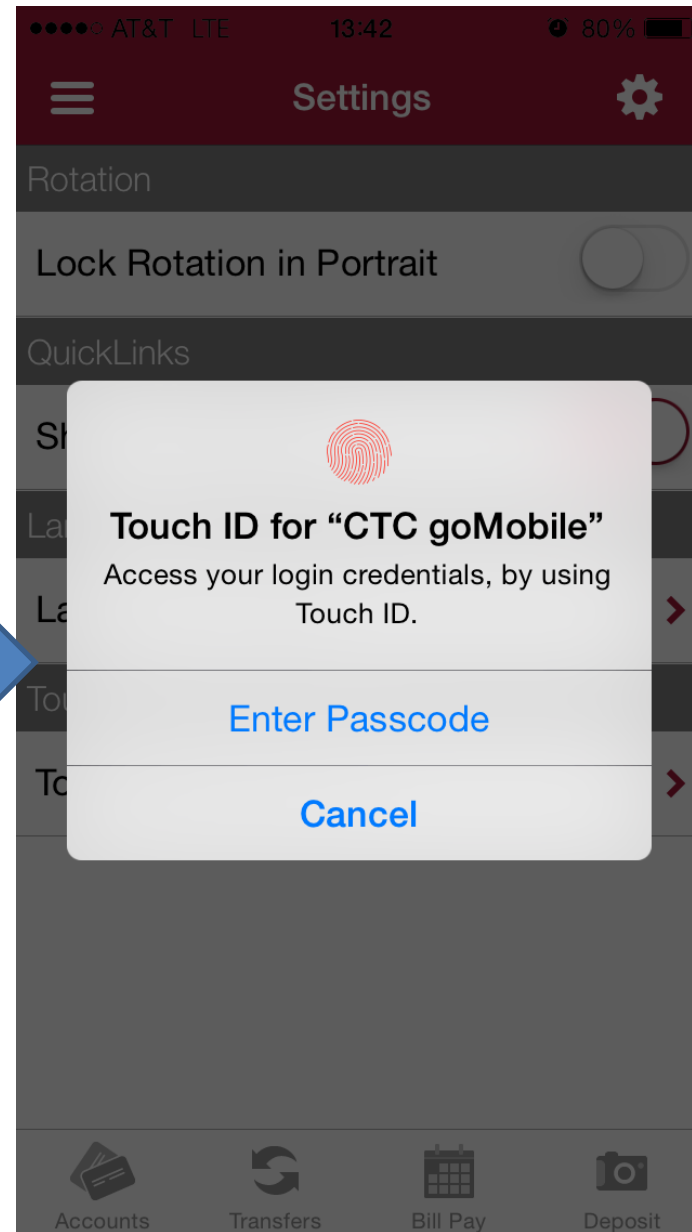 AT&T LTE 13:42 80%
Settings
Rotation
Lock Rotation in Portrait
QuickLinks
Touch ID for “CTC goMobile”
Access your login credentials, by using
Touch ID.
Enter Passcode
Cancel
Accounts Transfers Bill Pay Deposit